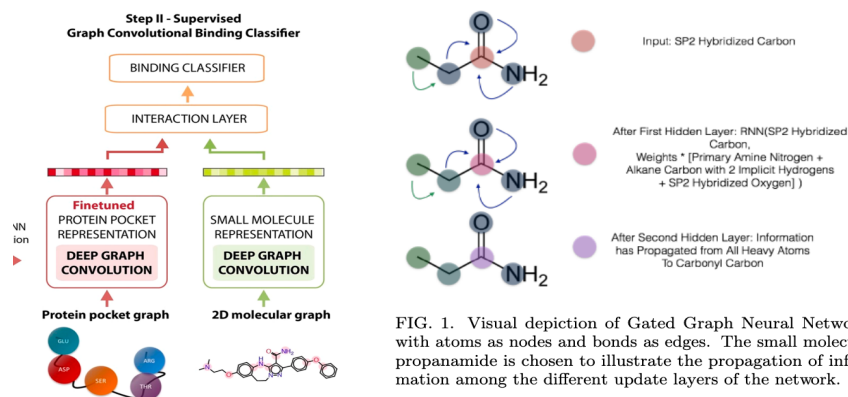 Step II - Supervised
Graph Convolutional Binding Classifier
BINDING CLASSIFIER
INTERACTION LAYER
Finetuned
PROTEIN POCKET
REPRESENTATION
DEEP GRAPH
CONVOLUTION
SMALL MOLECULE
REPRESENTATION
DEEP GRAPH
CONVOLUTION
Protein pocket graph
2D molecular graph
GLU
ASP
SER
ARG
THR
N
H
N
NH₂
O
O
O
NH₂
Input: SP2 Hybridized Carbon
O
NH₂
After First Hidden Layer: RNN(SP2 Hybridized
Carbon,
Weights * [Primary Amine Nitrogen +
Alkane Carbon with 2 Implicit Hydrogens
+ SP2 Hybridized Oxygen] )
O
NH₂
After Second Hidden Layer: Information
has Propagated from All Heavy Atoms
To Carbonyl Carbon
FIG. 1. Visual depiction of Gated Graph Neural Netwo
with atoms as nodes and bonds as edges. The small molec
propanamide is chosen to illustrate the propagation of inf
mation among the different update layers of the network.